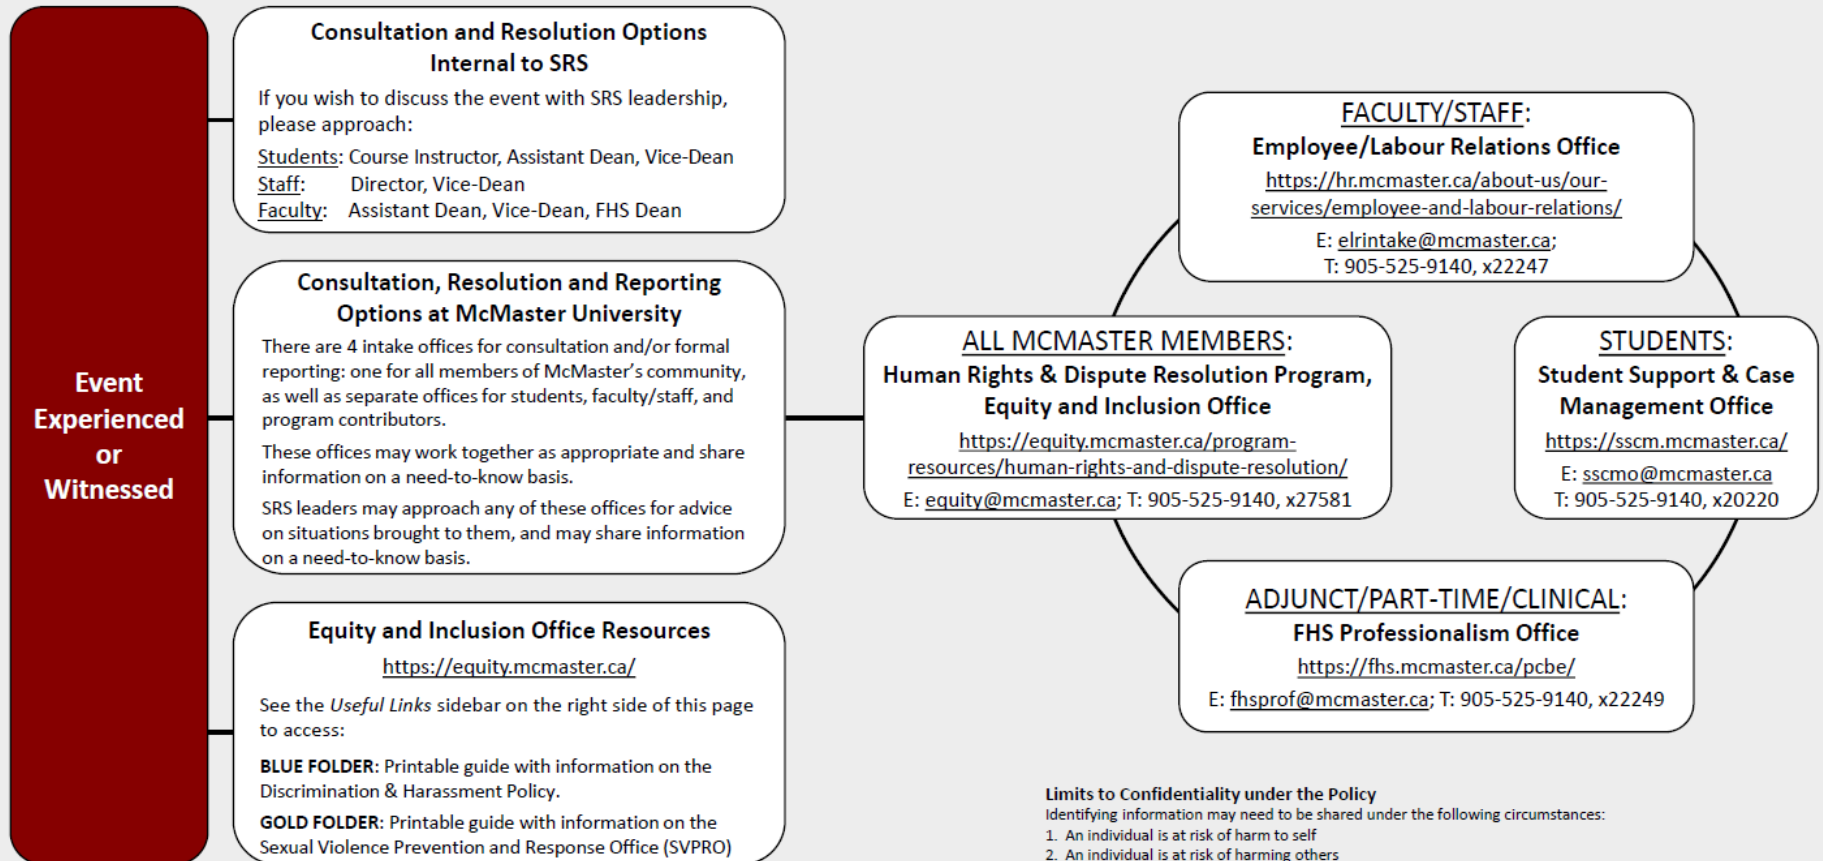 Event
Experienced
or
Witnessed
Consultation and Resolution Options
Internal to SRS
If you wish to discuss the event with SRS leadership,
please approach:
Students: Course Instructor, Assistant Dean, Vice-Dean
Staff: Director, Vice-Dean
Faculty: Assistant Dean, Vice-Dean, FHS Dean
Consultation, Resolution and Reporting
Options at McMaster University
There are 4 intake offices for consultation and/or formal
reporting: one for all members of McMaster’s community,
as well as separate offices for students, faculty/staff, and
program contributors.
These offices may work together as appropriate and share
information on a need-to-know basis.
SRS leaders may approach any of these offices for advice
on situations brought to them, and may share information
on a need-to-know basis.
Equity and Inclusion Office Resources
https://equity.mcmaster.ca/
See the Useful Links sidebar on the right side of this page
to access:
BLUE FOLDER: Printable guide with information on the
Discrimination & Harassment Policy.
GOLD FOLDER: Printable guide with information on the
Sexual Violence Prevention and Response Office (SVPRO)
FACULTY/STAFF:
Employee/Labour Relations Office
https://hr.mcmaster.ca/about-us/our-
services/employee-and-labour-relations/
E: elrintake@mcmaster.ca;
T: 905-525-9140, x22247
ALL MCMASTER MEMBERS:
Human Rights & Dispute Resolution Program,
Equity and Inclusion Office
https://equity.mcmaster.ca/program-
resources/human-rights-and-dispute-resolution/
E: equity@mcmaster.ca; T: 905-525-9140, x27581
STUDENTS:
Student Support & Case
Management Office
https://sscm.mcmaster.ca/
E: sscmo@mcmaster.ca
T: 905-525-9140, x20220
ADJUNCT/PART-TIME/CLINICAL:
FHS Professionalism Office
https://fhs.mcmaster.ca/pcbe/
E: fhsprof@mcmaster.ca; T: 905-525-9140, x22249
Limits to Confidentiality under the Policy
Identifying information may need to be shared under the following circumstances:
1. An individual is at risk of harm to self
2. An individual is at risk of harming others